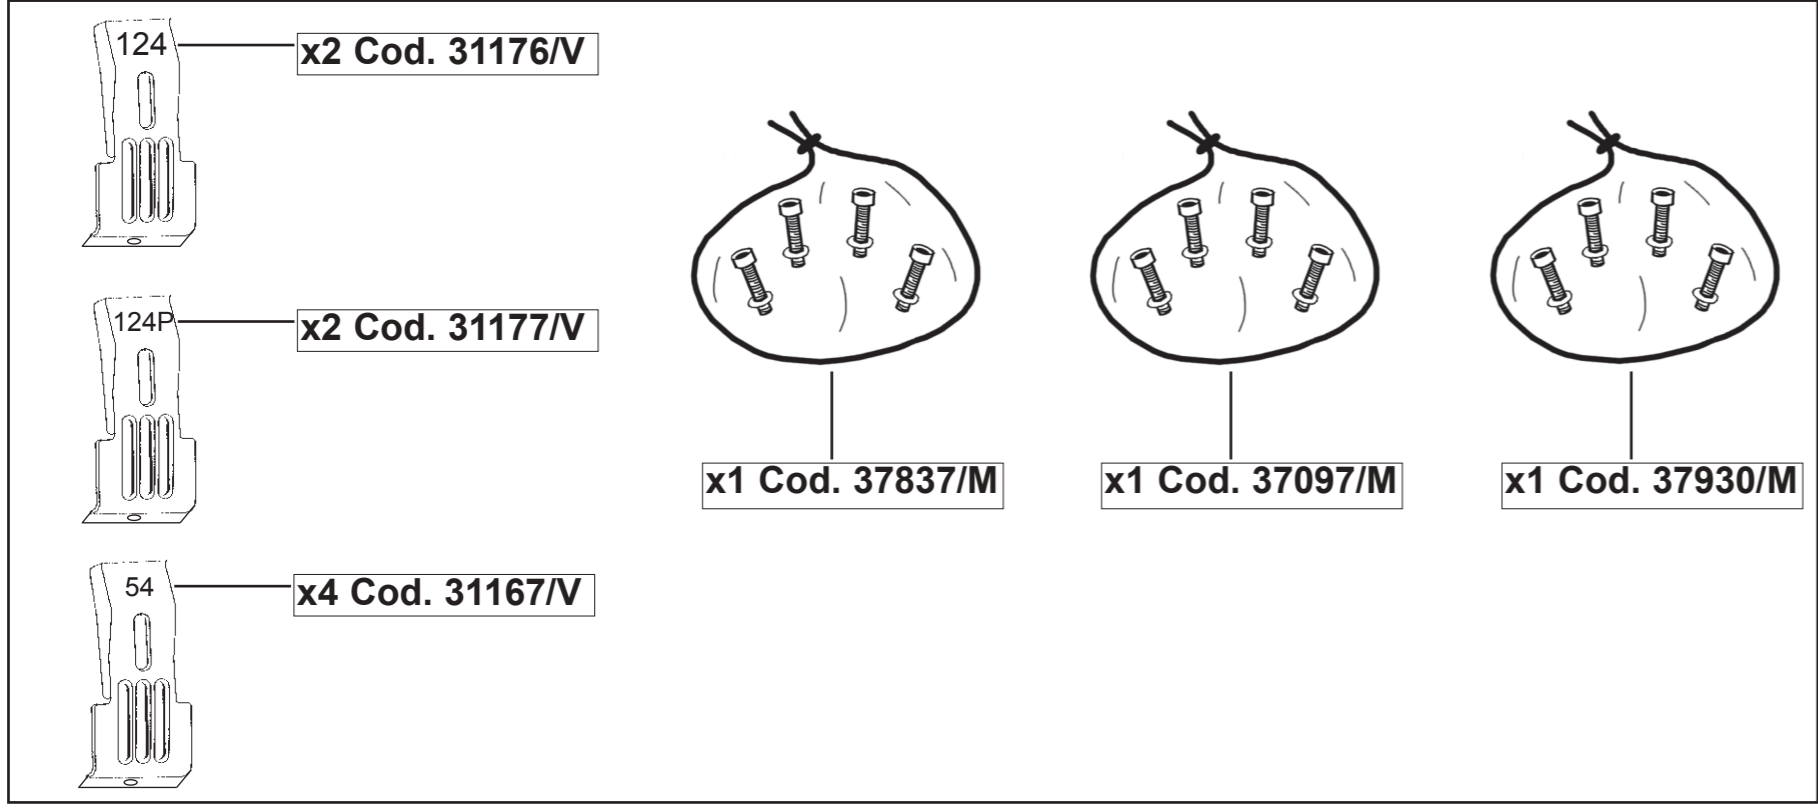 124
x2 Cod. 31176/V
124P
x2 Cod. 31177/V
54
x4 Cod. 31167/V
x1 Cod. 37837/M
x1 Cod. 37097/M
x1 Cod. 37930/M